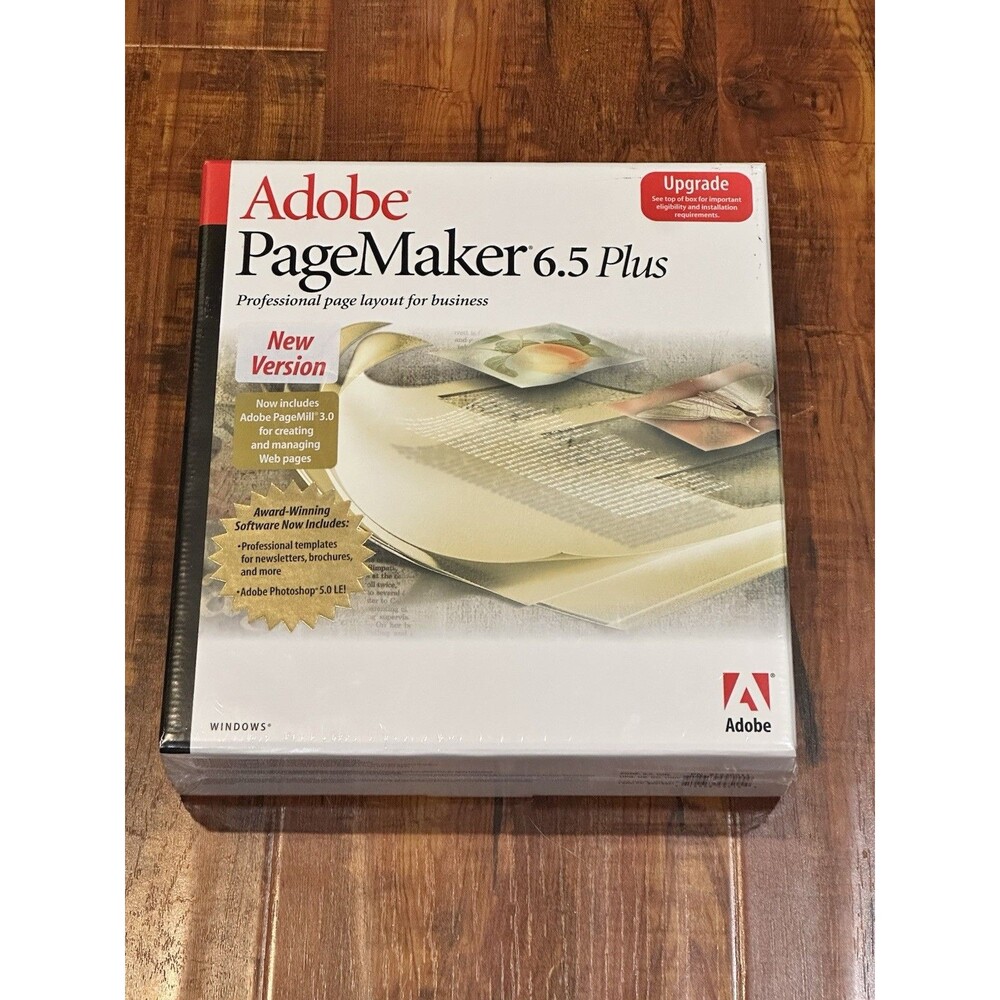 Adobe®
PageMaker® 6.5 Plus
Professional page layout for business
Upgrade
See top of box for important
eligibility and installation
requirements.
New
Version
Now includes
Adobe PageMill® 3.0
for creating
and managing
Web pages
Award-Winning
Software Now Includes:
•Professional templates
for newsletters, brochures,
and more
•Adobe Photoshop® 5.0 LE!
WINDOWS®
Adobe